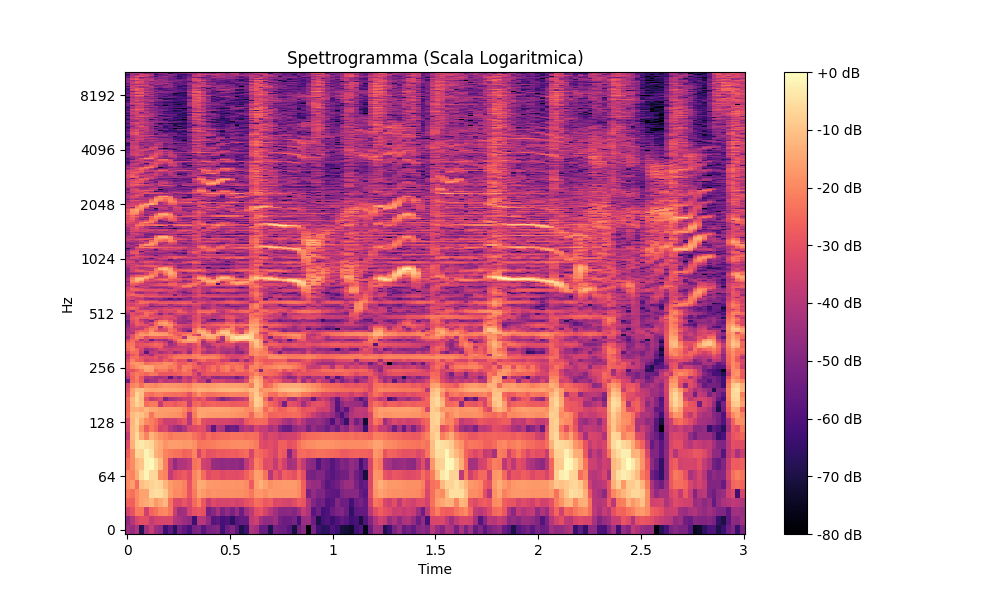 Spettrogramma (Scala Logaritmica)
Hz
8192
4096
2048
1024
512
256
128
64
0
0
0.5
1
1.5
2
2.5
3
Time
+0 dB
-10 dB
-20 dB
-30 dB
-40 dB
-50 dB
-60 dB
-70 dB
-80 dB